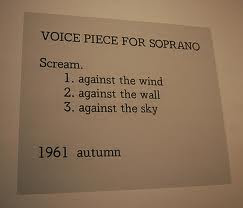 VOICE PIECE FOR SOPRANO
Scream.
1. against the wind
2. against the wall
3. against the sky
1961 autumn